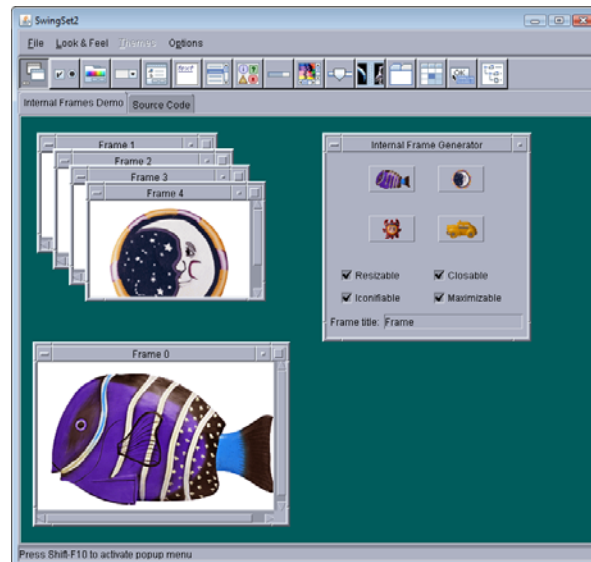 SwingSet2
File Look & Feel Themes Options
Internal Frames Demo Source Code
Frame 1
Frame 2
Frame 3
Frame 4
Internal Frame Generator
Resizable Closable
Iconifiable Maximizable
Frame title: Frame
Frame 0
Press Shift-F10 to activate popup menu